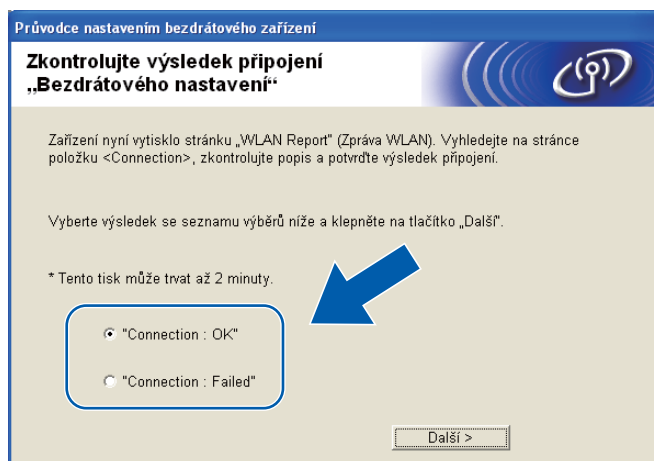 Průvodce nastavením bezdrátového zařízení
Zkontrolujte výsledek připojení
„Bezdrátového nastavení“
Zařízení nyní vytisklo stránku „WLAN Report“ (Zpráva WLAN). Vyhledejte na stránce
položku <Connection>, zkontrolujte popis a potvrďte výsledek připojení.
Vyberte výsledek se seznamu výběrů níže a klepněte na tlačítko „Další“.
* Tento tisk může trvat až 2 minuty.
"Connection : OK"
"Connection : Failed"
Další >